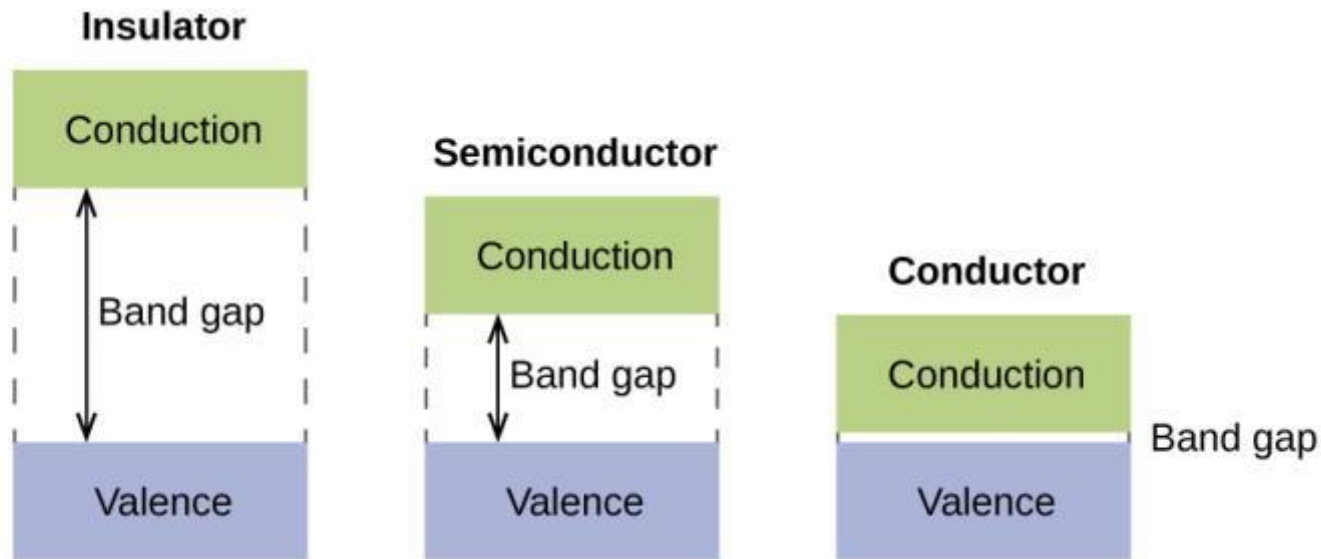 Insulator
Conduction
Band gap
Valence
Semiconductor
Conduction
Band gap
Valence
Conductor
Conduction
Band gap
Valence